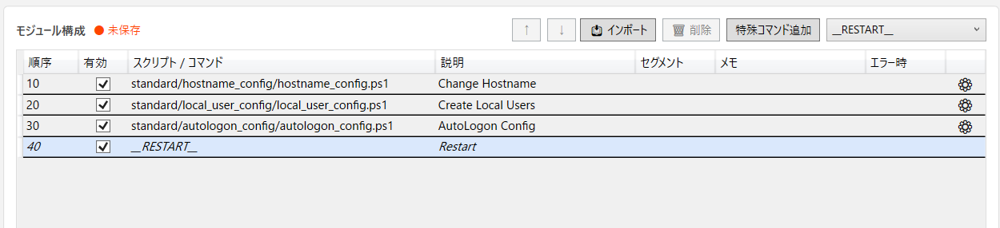 モジュール構成 未保存 ↑ ↓ インポート 削除 特殊コマンド追加 __RESTART__
順序 有効 スクリプト / コマンド 説明 セグメント メモ エラー時
10 standard/hostname_config/hostname_config.ps1 Change Hostname
20 standard/local_user_config/local_user_config.ps1 Create Local Users
30 standard/autologon_config/autologon_config.ps1 AutoLogon Config
40 __RESTART__ Restart